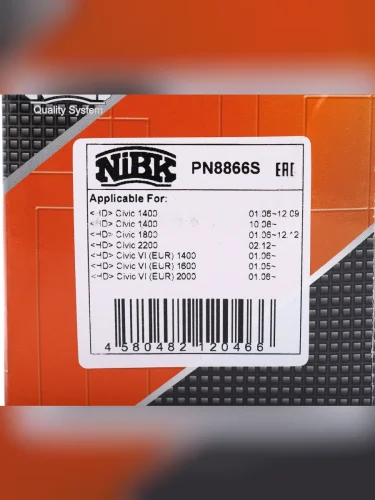 Quality System
NiBK PN8866S EAC
Applicable For:
<HD> Civic 1400 01.06~12.09
<HD> Civic 1400 10.08~
<HD> Civic 1800 01.06~12.12
<HD> Civic 2200 02.12~
<HD> Civic VI (EUR) 1400 01.06~
<HD> Civic VI (EUR) 1600 01.05~
<HD> Civic VI (EUR) 2000 01.06~
4 580482 120466